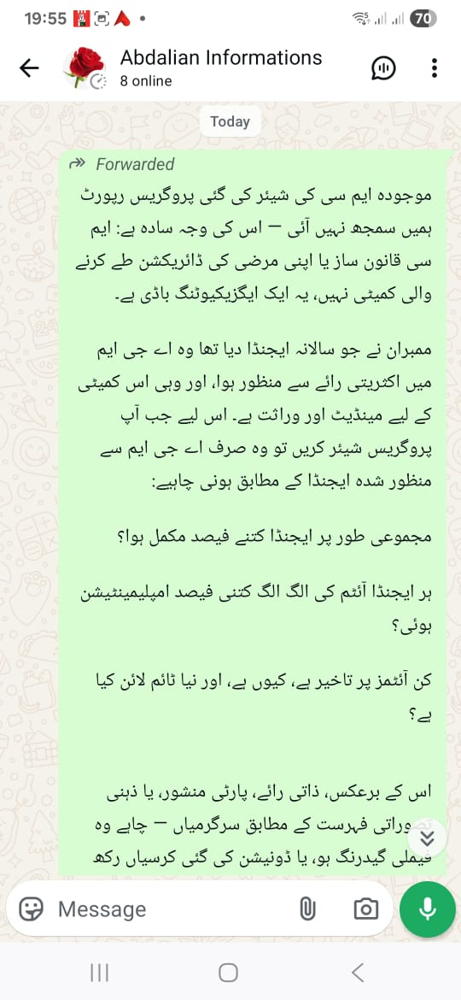 19:55
70
Abdalian Informations
8 online
Today
Forwarded
موجودہ ایم سی کی شیئر کی گئی پروگریس رپورٹ
ہمیں سمجھ نہیں آئی — اس کی وجہ سادہ ہے: ایم
سی قانون ساز یا اپنی مرضی کی ڈائریکشن طے کرنے
والی کمیٹی نہیں، یہ ایک ایگزیکیوٹنگ باڈی ہے۔
ممبران نے جو سالانہ ایجنڈا دیا تھا وہ اے جی ایم
میں اکثریتی رائے سے منظور ہوا، اور وہی اس کمیٹی
کے لیے مینڈیٹ اور وراثت ہے۔ اس لیے جب آپ
پروگریس شیئر کریں تو وہ صرف اے جی ایم سے
منظور شدہ ایجنڈا کے مطابق ہونی چاہیے:
مجموعی طور پر ایجنڈا کتنے فیصد مکمل ہوا؟
ہر ایجنڈا آئٹم کی الگ الگ کتنی فیصد امپلیمینٹیشن
ہوئی؟
کن آئٹمز پر تاخیر ہے، کیوں ہے، اور نیا ٹائم لائن کیا
ہے؟
اس کے برعکس، ذاتی رائے، پارٹی منشور، یا ذہنی
تصوراتی فہرست کے مطابق سرگرمیاں — چاہے وہ
فیملی گیدرنگ ہو، یا ڈونیشن کی گئی کرسیاں رکھ
Message